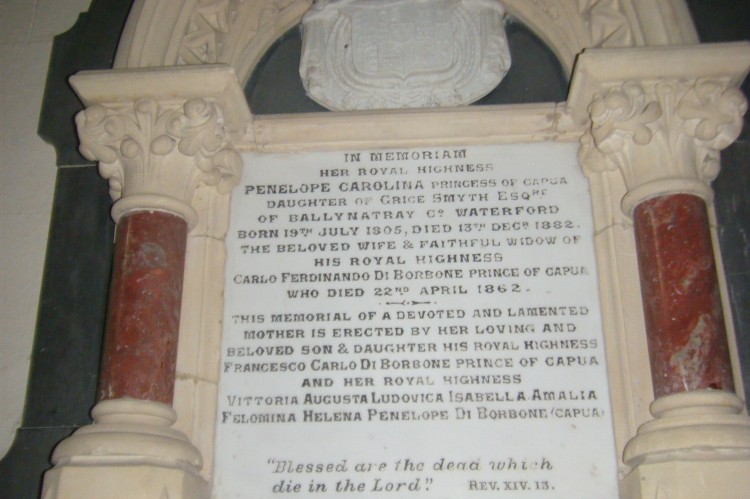 IN MEMORIAM
HER ROYAL HIGHNESS
PENELOPE CAROLINA PRINCESS OF CAPUA
DAUGHTER OF GRICE SMYTH ESQRE
OF BALLYNATRAY CO WATERFORD
BORN 19TH JULY 1805, DIED 13TH DECR 1882.
THE BELOVED WIFE & FAITHFUL WIDOW OF
HIS ROYAL HIGHNESS
CARLO FERDINANDO DI BORBONE PRINCE OF CAPUA
WHO DIED 22ND APRIL 1862.
THIS MEMORIAL OF A DEVOTED AND LAMENTED
MOTHER IS ERECTED BY HER LOVING AND
BELOVED SON & DAUGHTER HIS ROYAL HIGHNESS
FRANCESCO CARLO DI BORBONE PRINCE OF CAPUA
AND HER ROYAL HIGHNESS
VITTORIA AUGUSTA LUDOVICA ISABELLA AMALIA
FELOMINA HELENA PENELOPE DI BORBONE (CAPUA)
"Blessed are the dead which
die in the Lord." REV. XIV. 13.